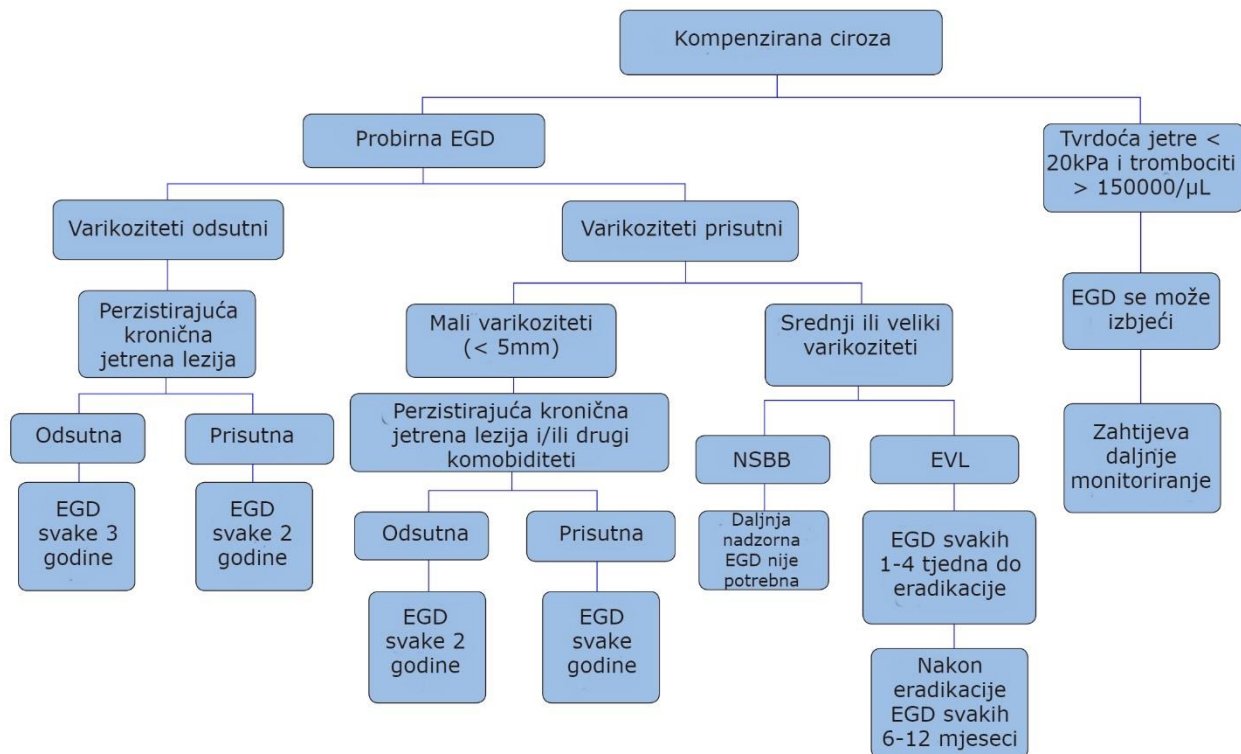 Kompenzirana ciroza
Probirna EGD
Tvrdoća jetre <
20kPa i trombociti
> 150000/µL
Varikoziteti odsutni
Varikoziteti prisutni
EGD se može
izbjeći
Perzistirajuća
kronična
jetrena lezija
Mali varikoziteti
(< 5mm)
Srednji ili veliki
varikoziteti
Odsutna
Prisutna
Perzistirajuća kronična
jetrena lezija i/ili drugi
komobiditeti
NSBB
EVL
Zahtijeva
daljnje
monitoriranje
EGD
svake 3
godine
EGD
svake 2
godine
Odsutna
Prisutna
Daljnja
nadzorna
EGD nije
potrebna
EGD svakih
1-4 tjedna do
eradikacije
EGD
svake 2
godine
EGD
svake
godine
Nakon
eradikacije
EGD svakih
6-12 mjeseci